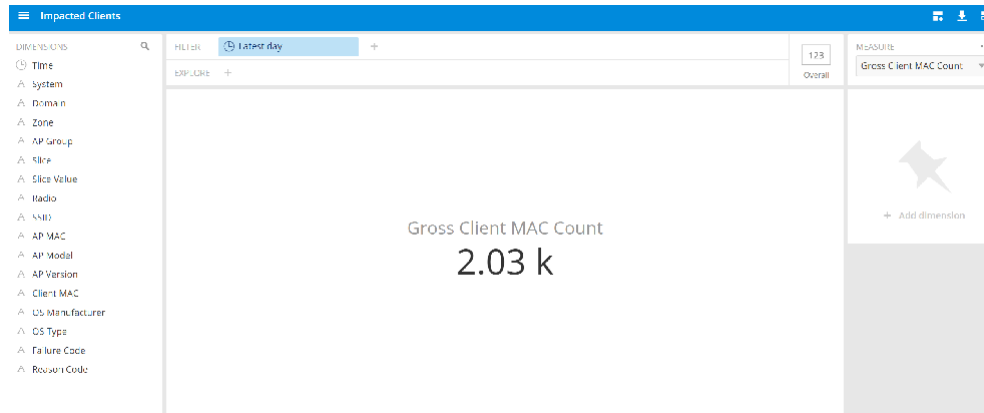 Impacted Clients
DIMENSIONS
Time
System
Domain
Zone
AP Group
Slice
Slice Value
Radio
SSID
AP MAC
AP Model
AP Version
Client MAC
OS Manufacturer
OS Type
Failure Code
Reason Code
FILTER Latest day +
EXPLORE +
123
Overall
Gross Client MAC Count
2.03 k
MEASURE
Gross Client MAC Count
+ Add dimension